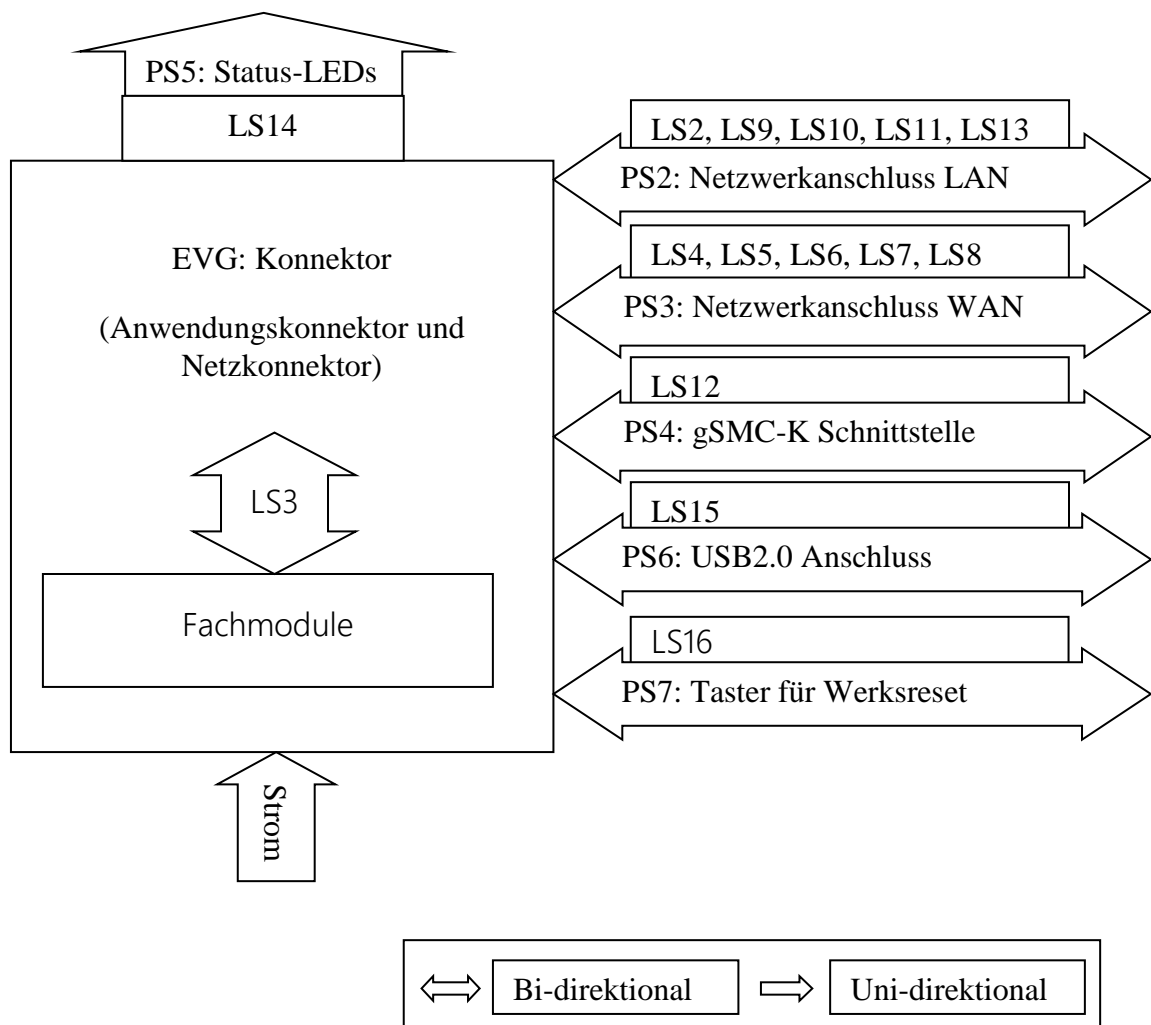 PS5: Status-LEDs
LS14
EVG: Konnektor
(Anwendungskonnektor und
Netzkonnektor)
LS3
Fachmodule
Strom
LS2, LS9, LS10, LS11, LS13
PS2: Netzwerkanschluss LAN
LS4, LS5, LS6, LS7, LS8
PS3: Netzwerkanschluss WAN
LS12
PS4: gSMC-K Schnittstelle
LS15
PS6: USB2.0 Anschluss
LS16
PS7: Taster für Werksreset
Bi-direktional
Uni-direktional